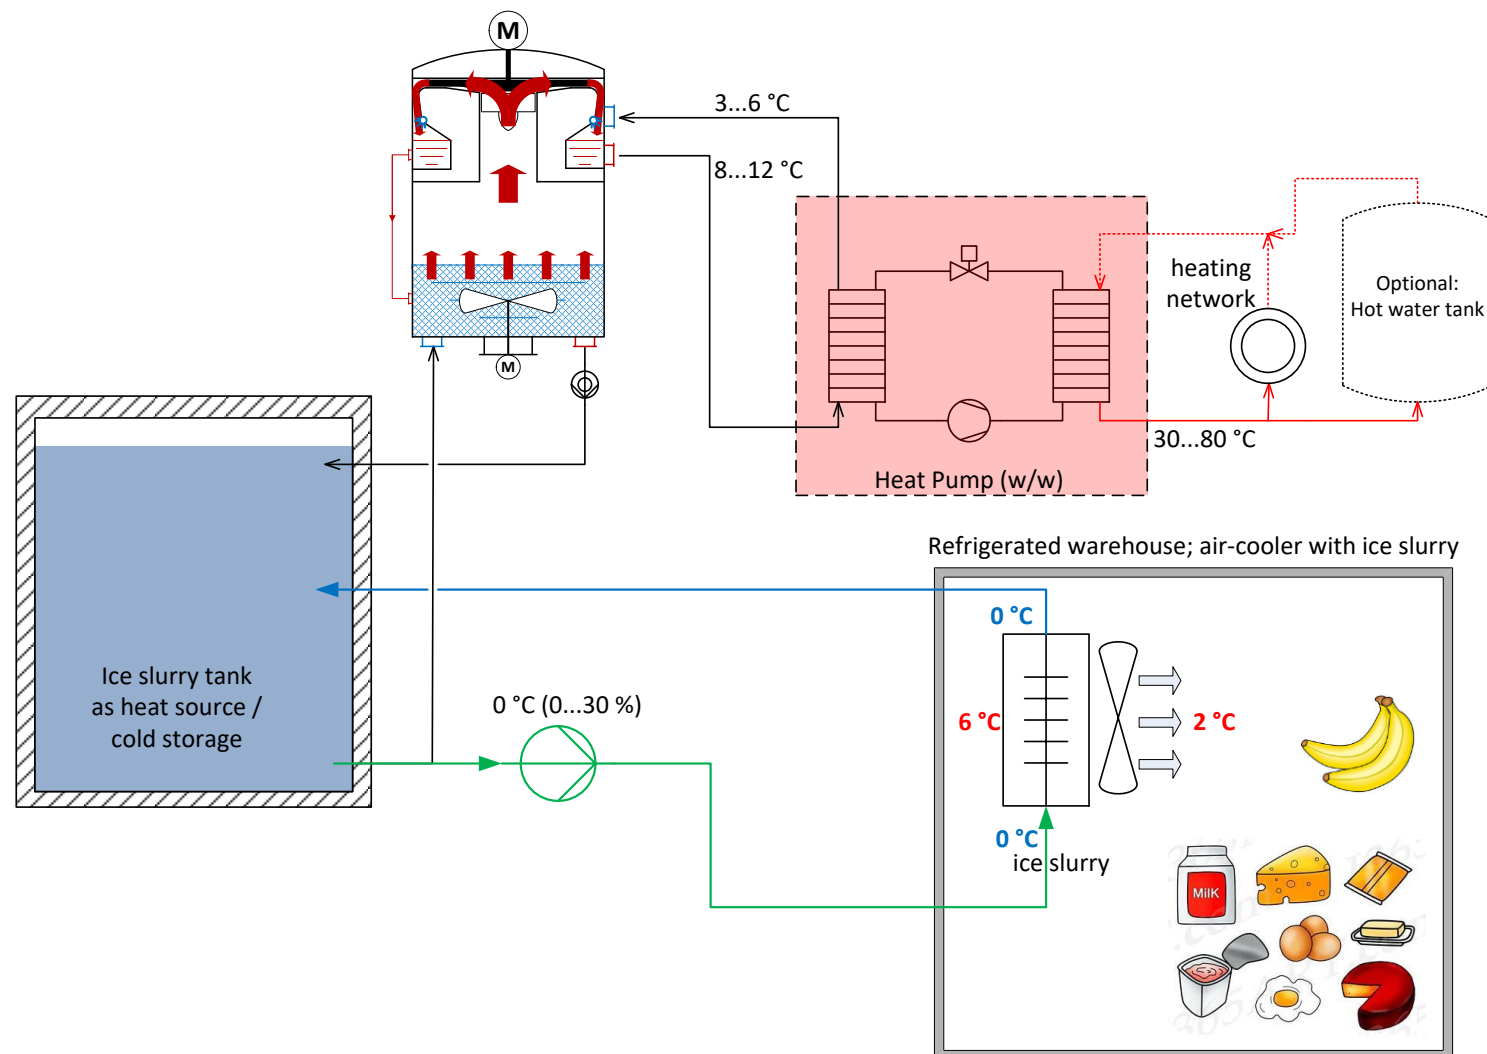 M
3...6 °C
8...12 °C
heating
network
Optional:
Hot water tank
M
30...80 °C
Heat Pump (w/w)
Refrigerated warehouse; air-cooler with ice slurry
0 °C
Ice slurry tank
as heat source /
cold storage
0 °C (0...30 %)
6 °C
2 °C
0 °C
ice slurry
MilK